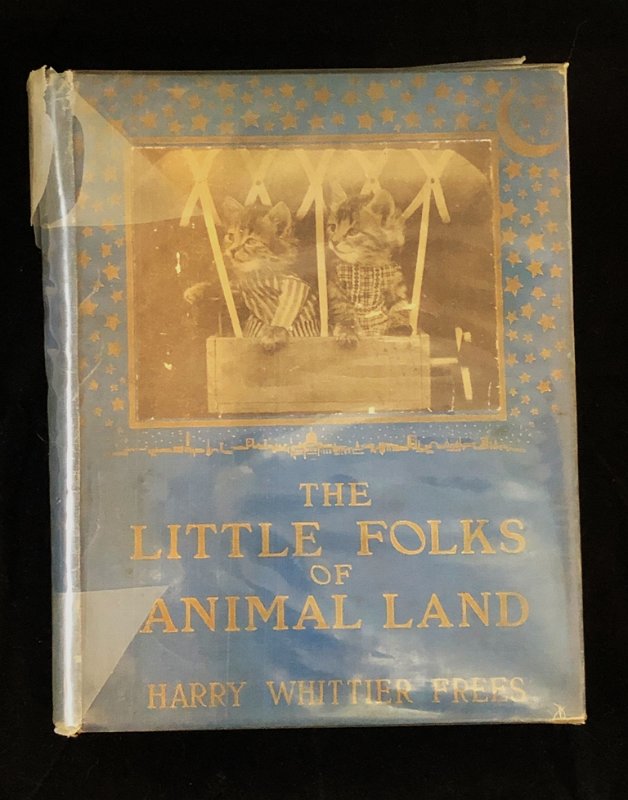 THE
LITTLE FOLKS
OF
ANIMAL LAND
HARRY WHITTIER FREES